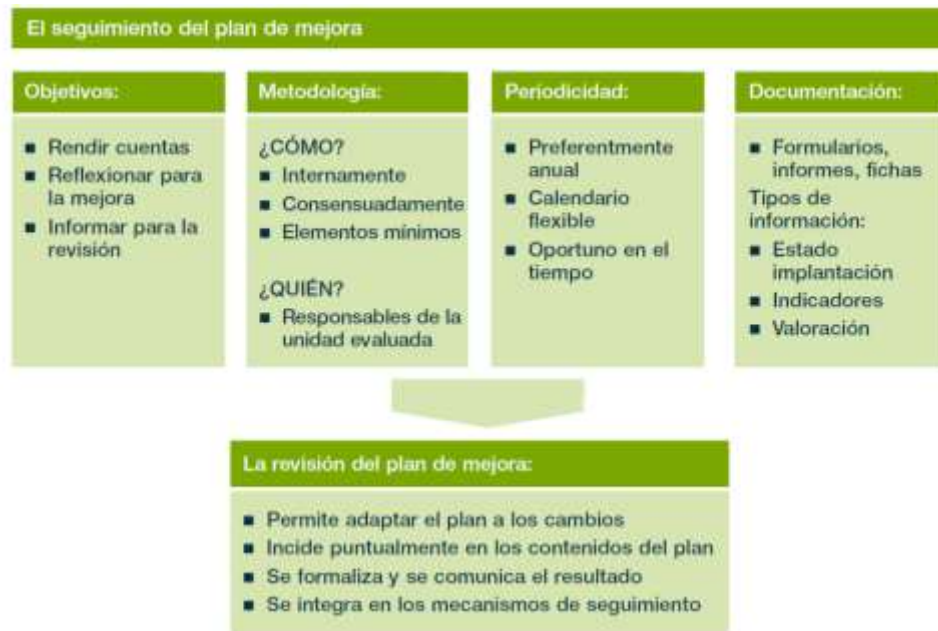 El seguimiento del plan de mejora
Objetivos:
■ Rendir cuentas
■ Reflexionar para
la mejora
■ Informar para la
revisión
Metodología:
¿CÓMO?
■ Internamente
■ Consensuadamente
■ Elementos mínimos
¿QUIÉN?
■ Responsables de la
unidad evaluada
Periodicidad:
■ Preferentmente
anual
■ Calendario
flexible
■ Oportuno en el
tiempo
Documentación:
■ Formularios,
informes, fichas
Tipos de
información:
■ Estado
implantación
■ Indicadores
■ Valoración
La revisión del plan de mejora:
■ Permite adaptar el plan a los cambios
■ Incide puntualmente en los contenidos del plan
■ Se formaliza y se comunica el resultado
■ Se integra en los mecanismos de seguimiento